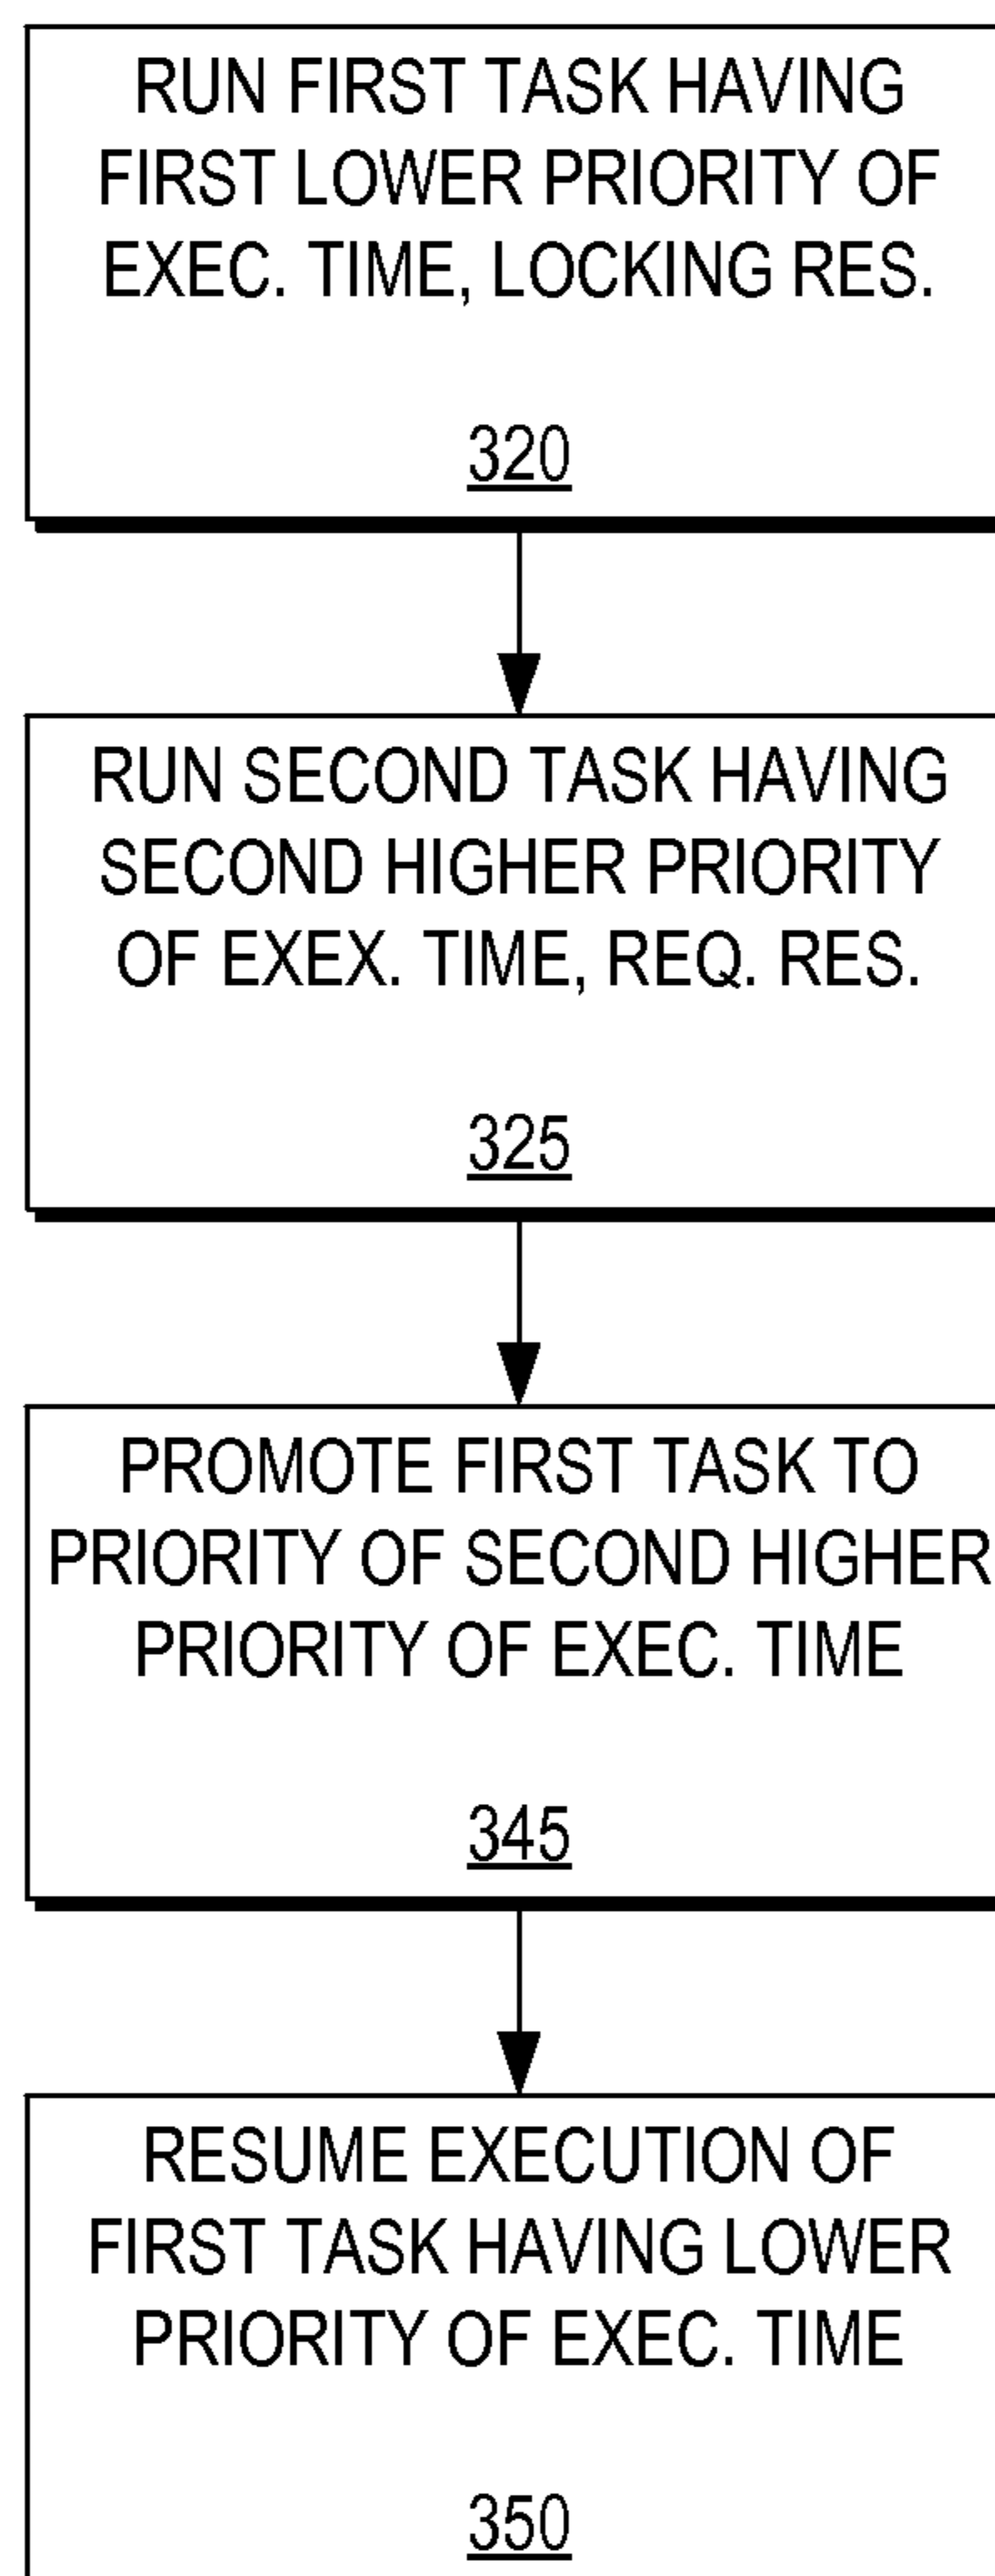 RUN FIRST TASK HAVING
FIRST LOWER PRIORITY OF
EXEC. TIME, LOCKING RES.
320
RUN SECOND TASK HAVING
SECOND HIGHER PRIORITY
OF EXEX. TIME, REQ. RES.
325
PROMOTE FIRST TASK TO
PRIORITY OF SECOND HIGHER
PRIORITY OF EXEC. TIME
345
RESUME EXECUTION OF
FIRST TASK HAVING LOWER
PRIORITY OF EXEC. TIME
350